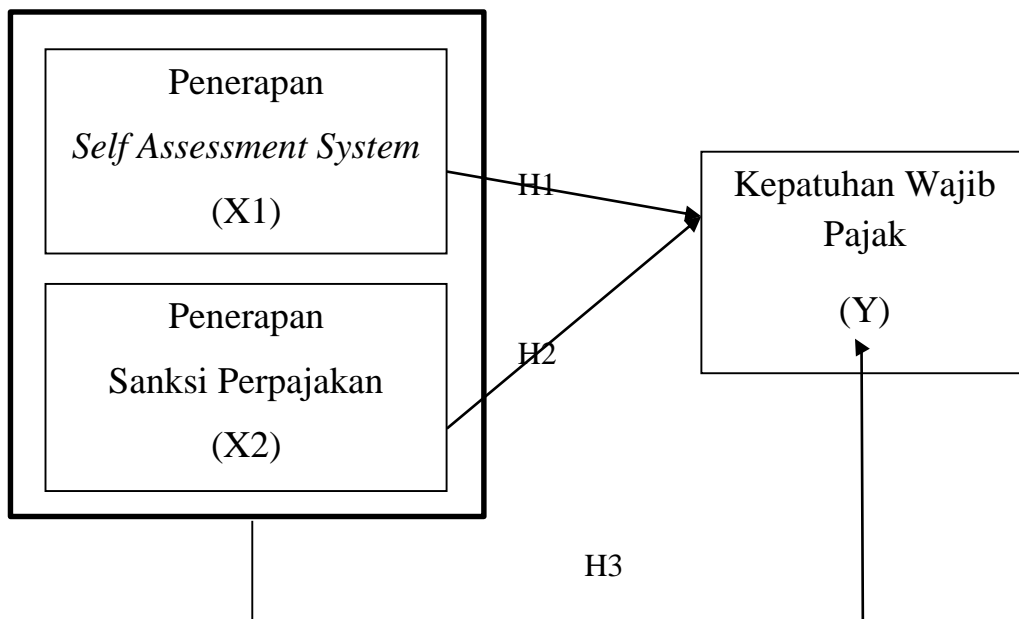 Penerapan
Self Assessment System
(X1)
H1
Kepatuhan Wajib
Pajak
(Y)
Penerapan
Sanksi Perpajakan
(X2)
H2
H3